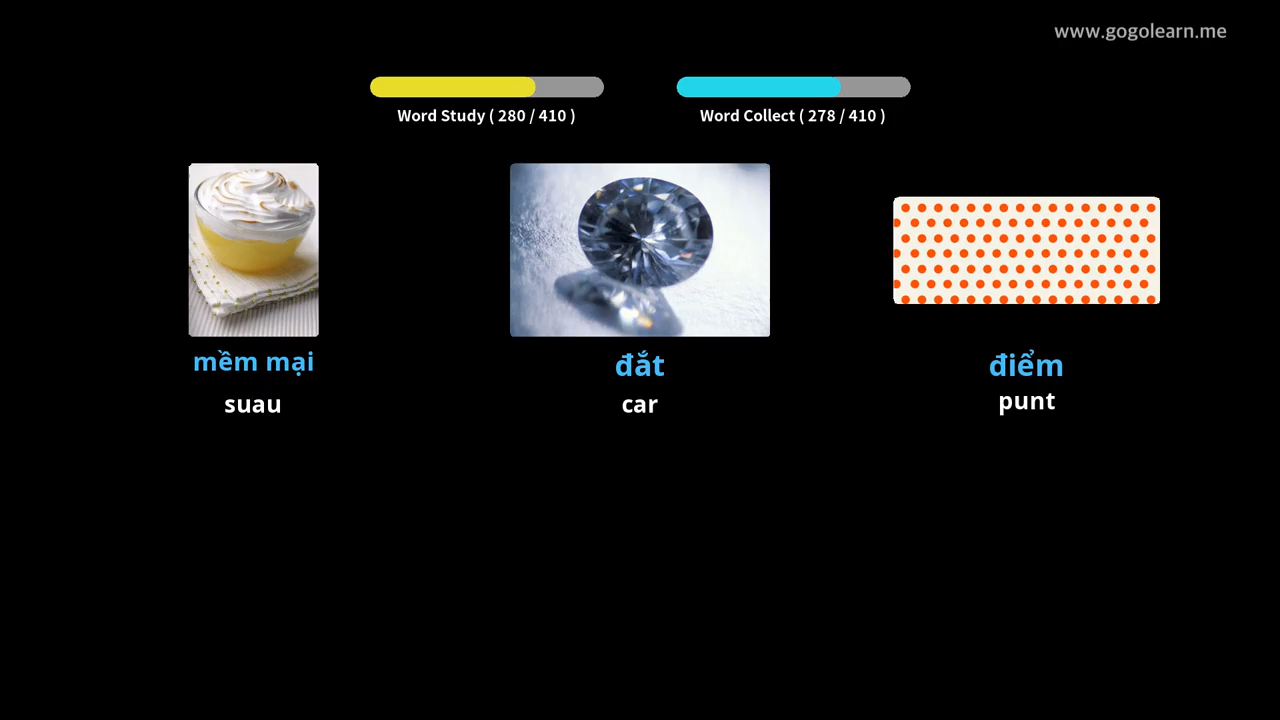 www.gogolearn.me
Word Study ( 280 / 410 )
Word Collect ( 278 / 410 )
mềm mại
suau
đắt
car
điểm
punt